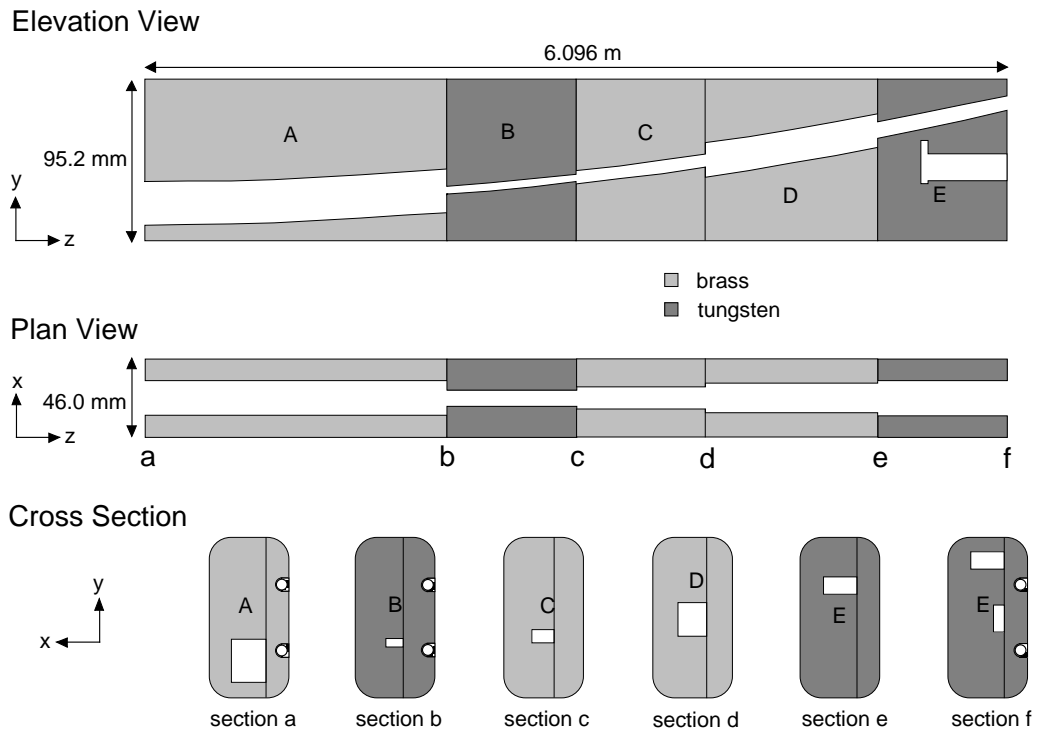 Elevation View
6.096 m
A
B
C
D
E
95.2 mm
y
z
brass
tungsten
Plan View
x
46.0 mm
z
a b c d e f
Cross Section
y
x
A
B
C
D
E
E
section a section b section c section d section e section f